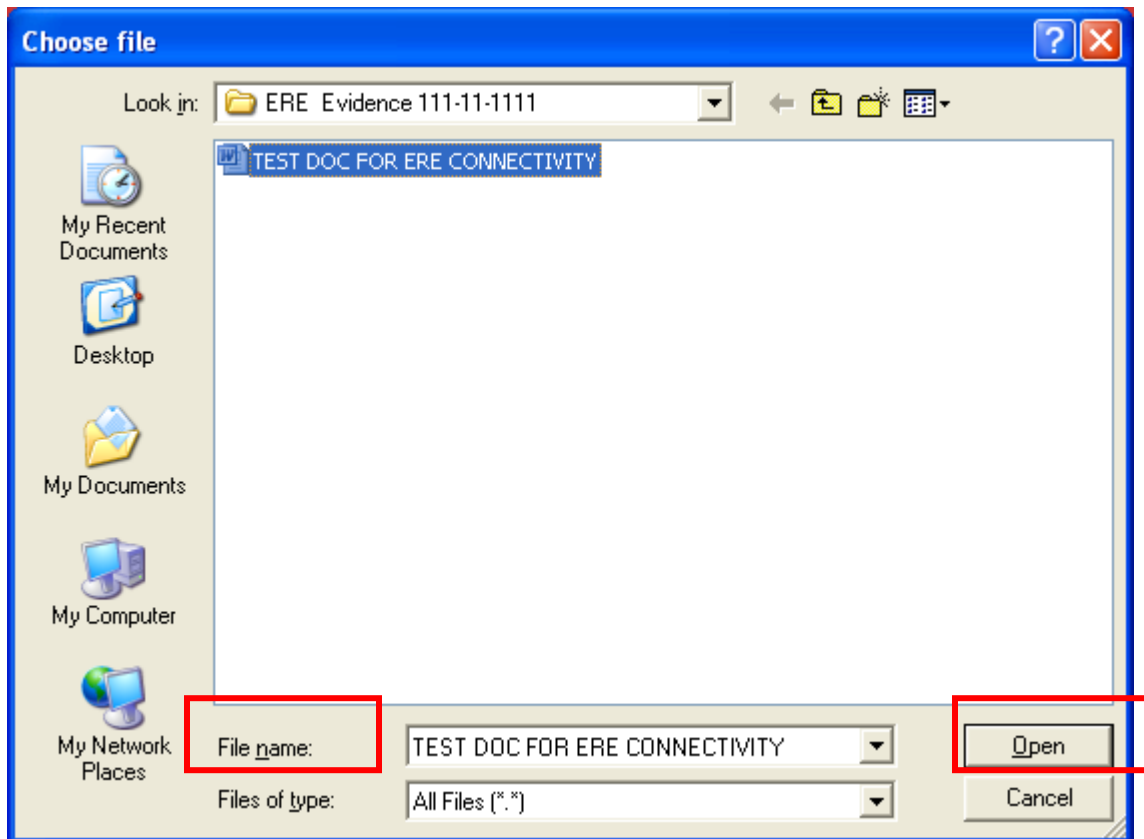 Choose file
Look in: ERE Evidence 111-11-1111
TEST DOC FOR ERE CONNECTIVITY
My Recent
Documents
Desktop
My Documents
My Computer
My Network
Places
File name: TEST DOC FOR ERE CONNECTIVITY Open
Files of type: All Files (*.*) Cancel